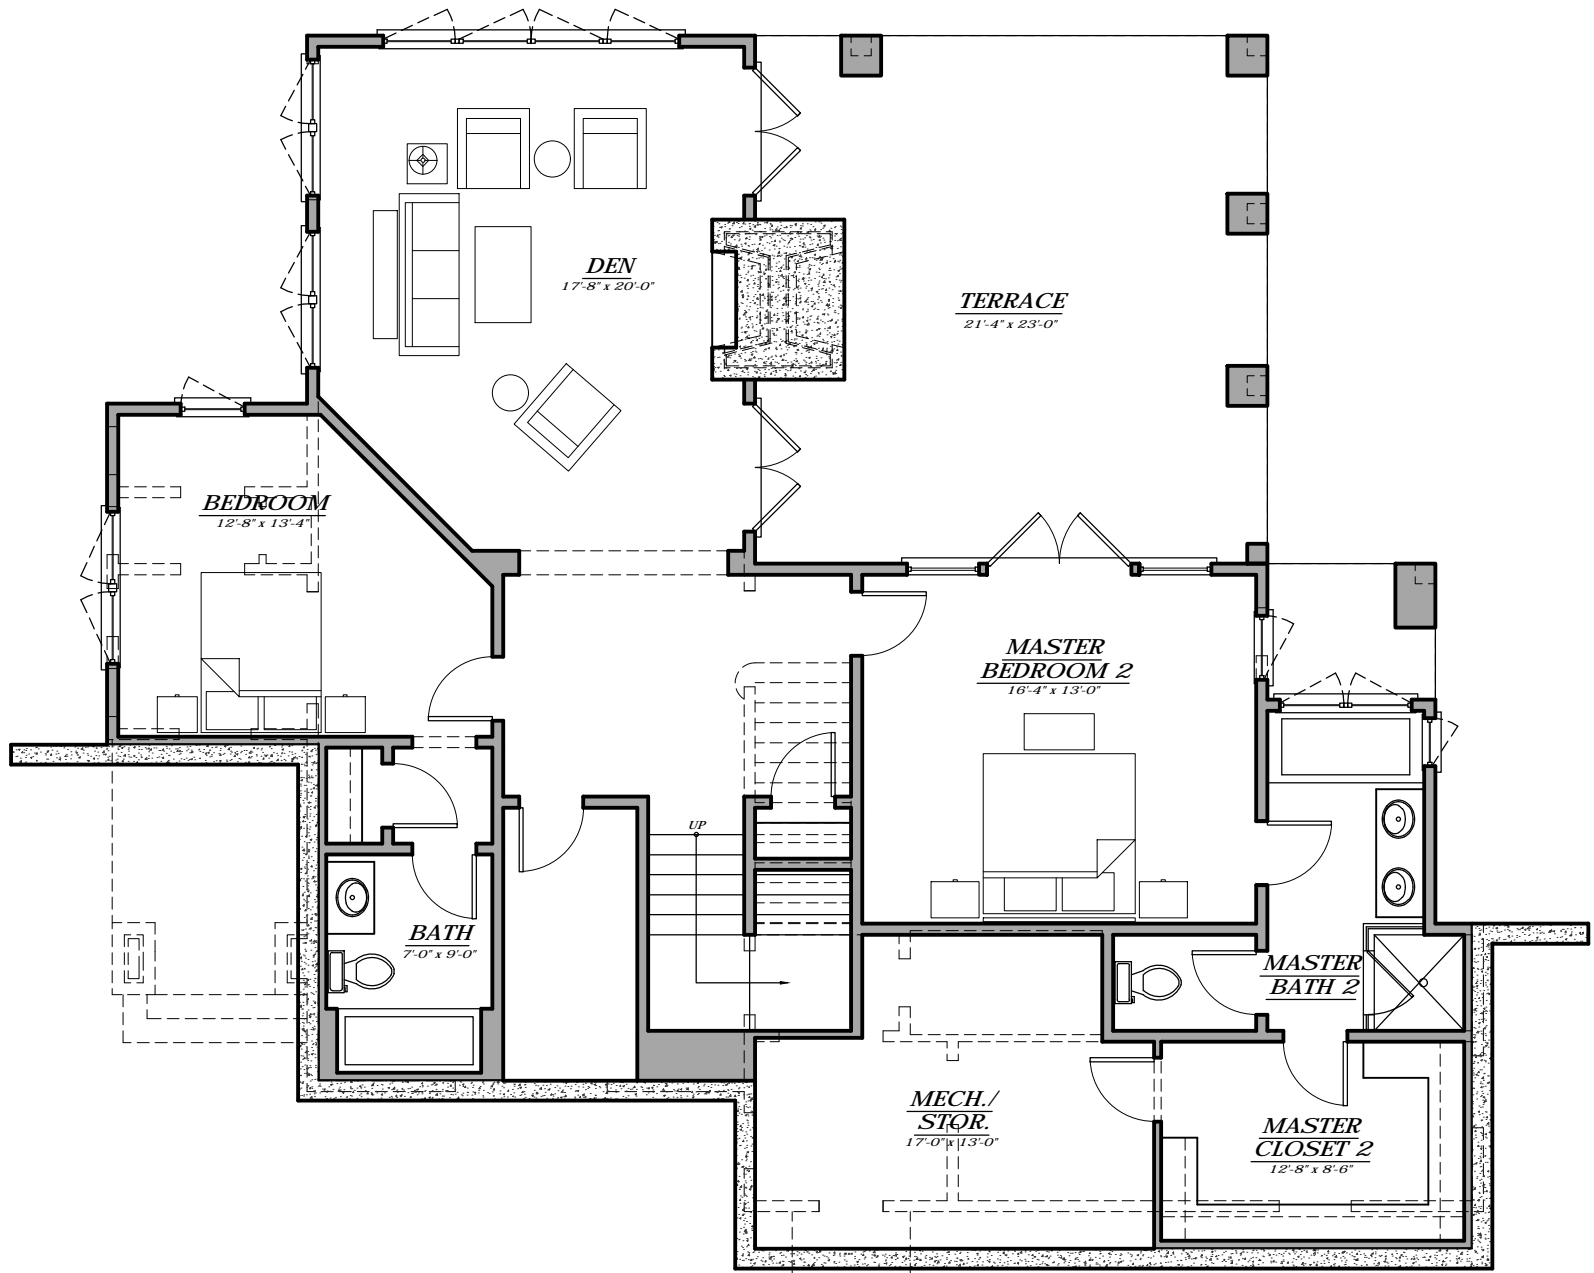 DEN
17'-8" x 20'-0"
TERRACE
21'-4" x 23'-0"
BEDROOM
12'-8" x 13'-4"
MASTER
BEDROOM 2
16'-4" x 13'-0"
UP
BATH
7'-0" x 9'-0"
MASTER
BATH 2
MECH./
STOR.
17'-0" x 13'-0"
MASTER
CLOSET 2
12'-8" x 8'-6"